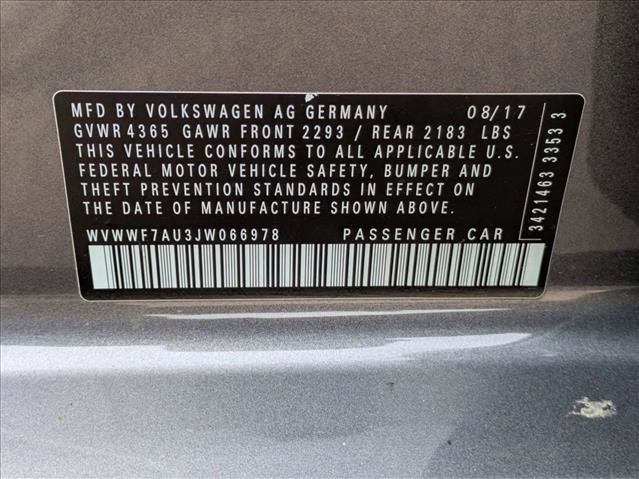 MFD BY VOLKSWAGEN AG GERMANY 08/17
GVWR 4365 GAWR FRONT 2293 / REAR 2183 LBS
THIS VEHICLE CONFORMS TO ALL APPLICABLE U.S.
FEDERAL MOTOR VEHICLE SAFETY, BUMPER AND
THEFT PREVENTION STANDARDS IN EFFECT ON
THE DATE OF MANUFACTURE SHOWN ABOVE.
WVWWF7AU3JW066978 PASSENGER CAR
3421463 33533